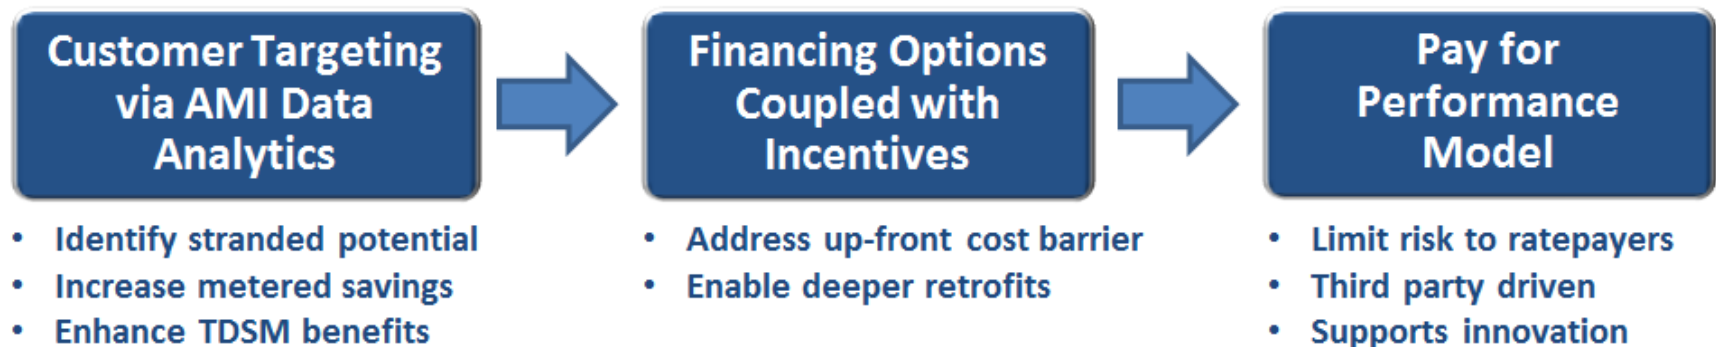 Customer Targeting
via AMI Data
Analytics
• Identify stranded potential
• Increase metered savings
• Enhance TDSM benefits
Financing Options
Coupled with
Incentives
• Address up-front cost barrier
• Enable deeper retrofits
Pay for
Performance
Model
• Limit risk to ratepayers
• Third party driven
• Supports innovation